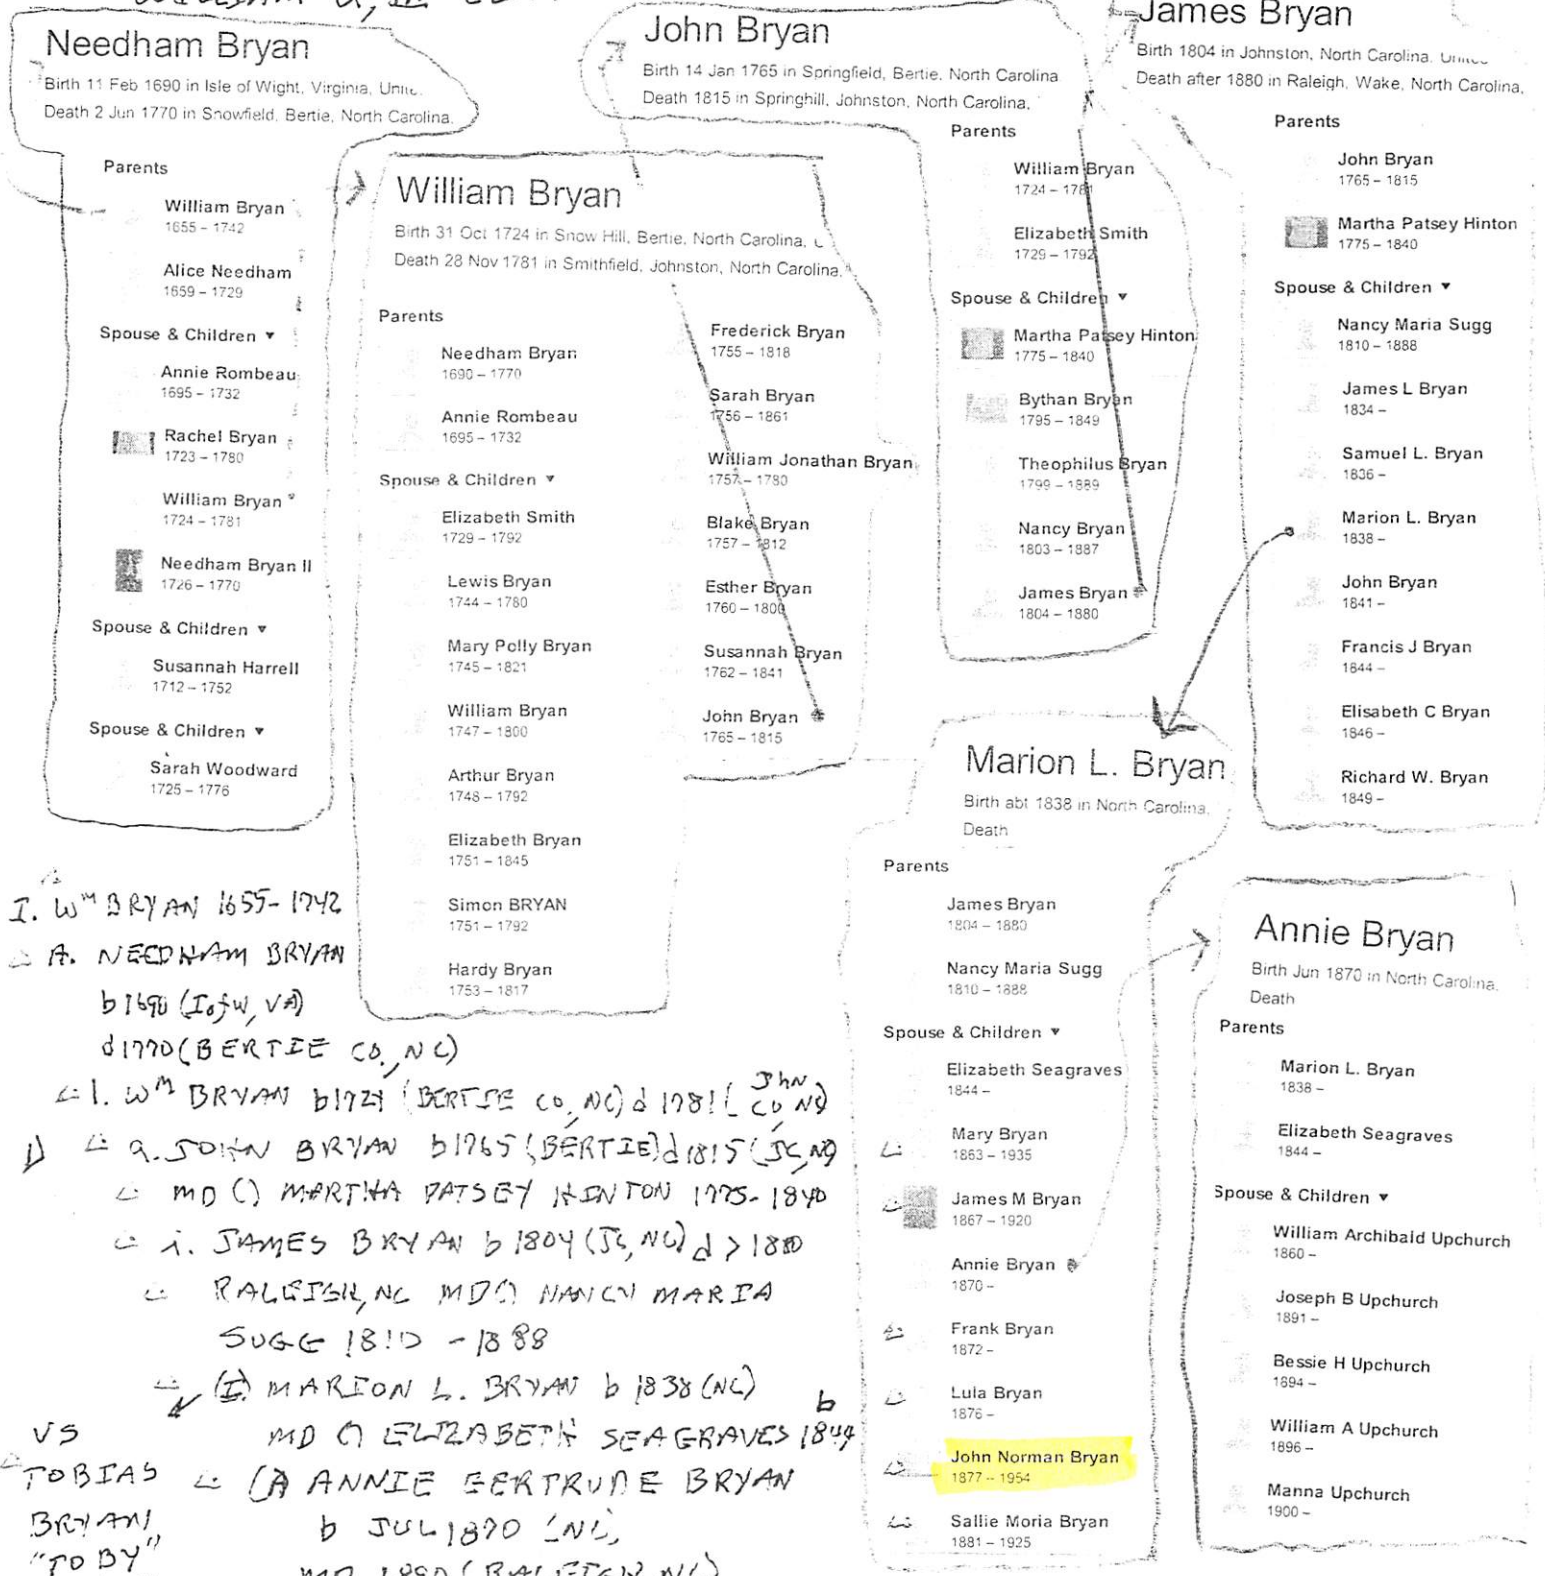 Needham Bryan
Birth 11 Feb 1690 in Isle of Wight, Virginia,
Death 2 Jun 1770 in Snowfield, Bertie, North Carolina.
Parents
William Bryan
1655 – 1742
Alice Needham
1659 – 1729
Spouse & Children ▾
Annie Rombeau
1695 – 1732
Rachel Bryan
1723 – 1780
William Bryan
1724 – 1781
Needham Bryan II
1726 – 1770
Spouse & Children ▾
Susannah Harrell
1712 – 1752
Spouse & Children ▾
Sarah Woodward
1725 – 1776
William Bryan
Birth 31 Oct 1724 in Snow Hill, Bertie, North Carolina,
Death 28 Nov 1781 in Smithfield, Johnston, North Carolina,
Parents
Needham Bryan
1690 – 1770
Annie Rombeau
1695 – 1732
Spouse & Children ▾
Elizabeth Smith
1729 – 1792
Lewis Bryan
1744 – 1780
Mary Polly Bryan
1745 – 1821
William Bryan
1747 – 1800
Arthur Bryan
1748 – 1792
Elizabeth Bryan
1751 – 1845
Simon BRYAN
1751 – 1792
Hardy Bryan
1753 – 1817
Frederick Bryan
1755 – 1818
Sarah Bryan
1756 – 1861
William Jonathan Bryan
1757 – 1780
Blake Bryan
1757 – 1812
Esther Bryan
1760 – 1800
Susannah Bryan
1762 – 1841
John Bryan
1765 – 1815
John Bryan
Birth 14 Jan 1765 in Springfield, Bertie, North Carolina
Death 1815 in Springhill, Johnston, North Carolina,
Parents
William Bryan
1724 – 1781
Elizabeth Smith
1729 – 1792
Spouse & Children ▾
Martha Patsey Hinton
1775 – 1840
Bythan Bryan
1795 – 1849
Theophilus Bryan
1799 – 1889
Nancy Bryan
1803 – 1887
James Bryan
1804 – 1880
James Bryan
Birth 1804 in Johnston, North Carolina,
Death after 1880 in Raleigh, Wake, North Carolina,
Parents
John Bryan
1765 – 1815
Martha Patsey Hinton
1775 – 1840
Spouse & Children ▾
Nancy Maria Sugg
1810 – 1888
James L Bryan
1834 –
Samuel L. Bryan
1836 –
Marion L. Bryan
1838 –
John Bryan
1841 –
Francis J Bryan
1844 –
Elisabeth C Bryan
1846 –
Richard W. Bryan
1849 –
Marion L. Bryan
Birth abt 1838 in North Carolina,
Death
Parents
James Bryan
1804 – 1880
Nancy Maria Sugg
1810 – 1888
Spouse & Children ▾
Elizabeth Seagraves
1844 –
Mary Bryan
1863 – 1935
James M Bryan
1867 – 1920
Annie Bryan
1870 –
Frank Bryan
1872 –
Lula Bryan
1876 –
John Norman Bryan
1877 – 1954
Sallie Moria Bryan
1881 – 1925
Annie Bryan
Birth Jun 1870 in North Carolina,
Death
Parents
Marion L. Bryan
1838 –
Elizabeth Seagraves
1844 –
Spouse & Children ▾
William Archibald Upchurch
1860 –
Joseph B Upchurch
1891 –
Bessie H Upchurch
1894 –
William A Upchurch
1896 –
Manna Upchurch
1900 –
I. Wm BRYAN 1655-1742
A. NEEDHAM BRYAN
b 1690 (I of W, VA)
d 1770 (BERTIE CO., NC)
1. Wm BRYAN b 1724 (BERTIE CO, NC) d 1781 (JOHN CO, NC)
a. JOHN BRYAN b 1765 (BERTIE) d 1815 (JC, NC)
MD () MARTHA PATSEY HINTON 1775-1840
i. JAMES BRYAN b 1804 (JC, NC) d > 1880
RALEIGH, NC MD () NANCY MARIA
SUGG 1810 - 1888
(I) MARION L. BRYAN b 1838 (NC)
MD () ELIZABETH SEAGRAVES b 1844
(A) ANNIE GERTRUDE BRYAN
b JUL 1870 (NC)
MD 1890 (RALEIGH, NC)
VS
TOBIAS
BRYAN
"TOBY"